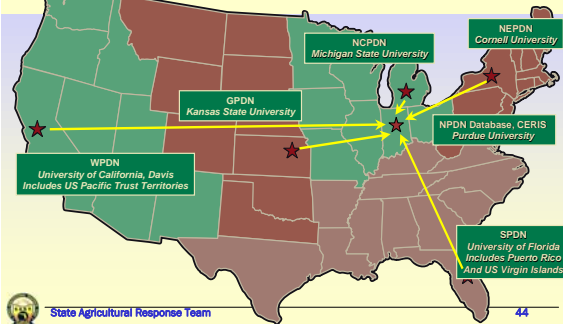 NEPDN
Cornell University
NCPDN
Michigan State University
GPDN
Kansas State University
NPDN Database, CERIS
Purdue University
WPDN
University of California, Davis
Includes US Pacific Trust Territories
SPDN
University of Florida
Includes Puerto Rico
And US Virgin Islands
State Agricultural Response Team
44